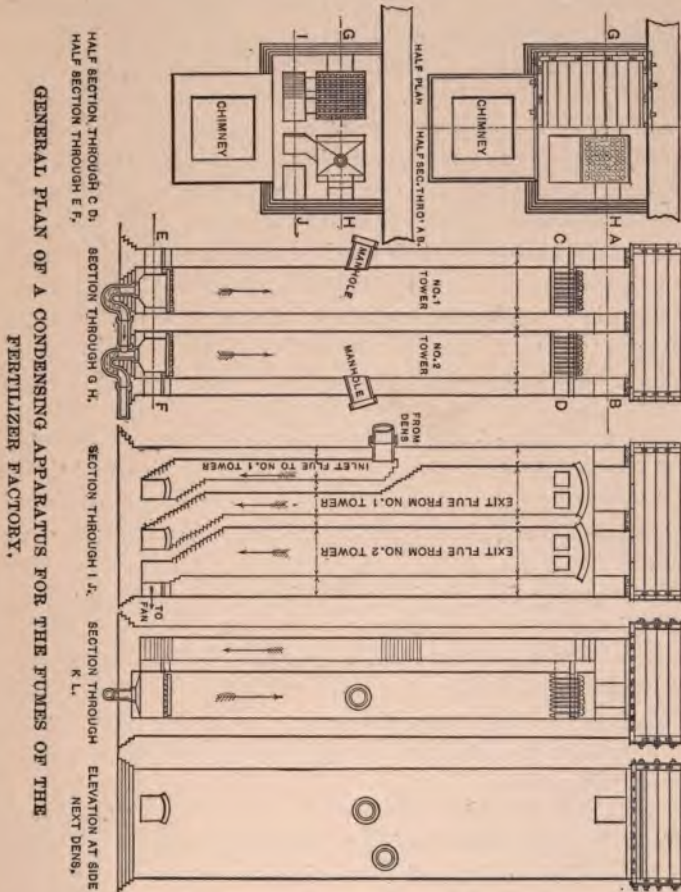 G
H
A
B
CHIMNEY
HALF PLAN
HALF SEC. THRO' A B.
G
H
I
J
CHIMNEY
HALF SECTION THROUGH C D.
HALF SECTION THROUGH E F.
C
D
NO.1
TOWER
NO.2
TOWER
MANHOLE
MANHOLE
E
F
SECTION THROUGH G H.
FROM
DENS
INLET FLUE TO NO.1 TOWER
EXIT FLUE FROM NO.1 TOWER
EXIT FLUE FROM NO.2 TOWER
TO
FAN
SECTION THROUGH I J.
SECTION THROUGH
K L.
ELEVATION AT SIDE
NEXT DENS.
GENERAL PLAN OF A CONDENSING APPARATUS FOR THE FUMES OF THE
FERTILIZER FACTORY.